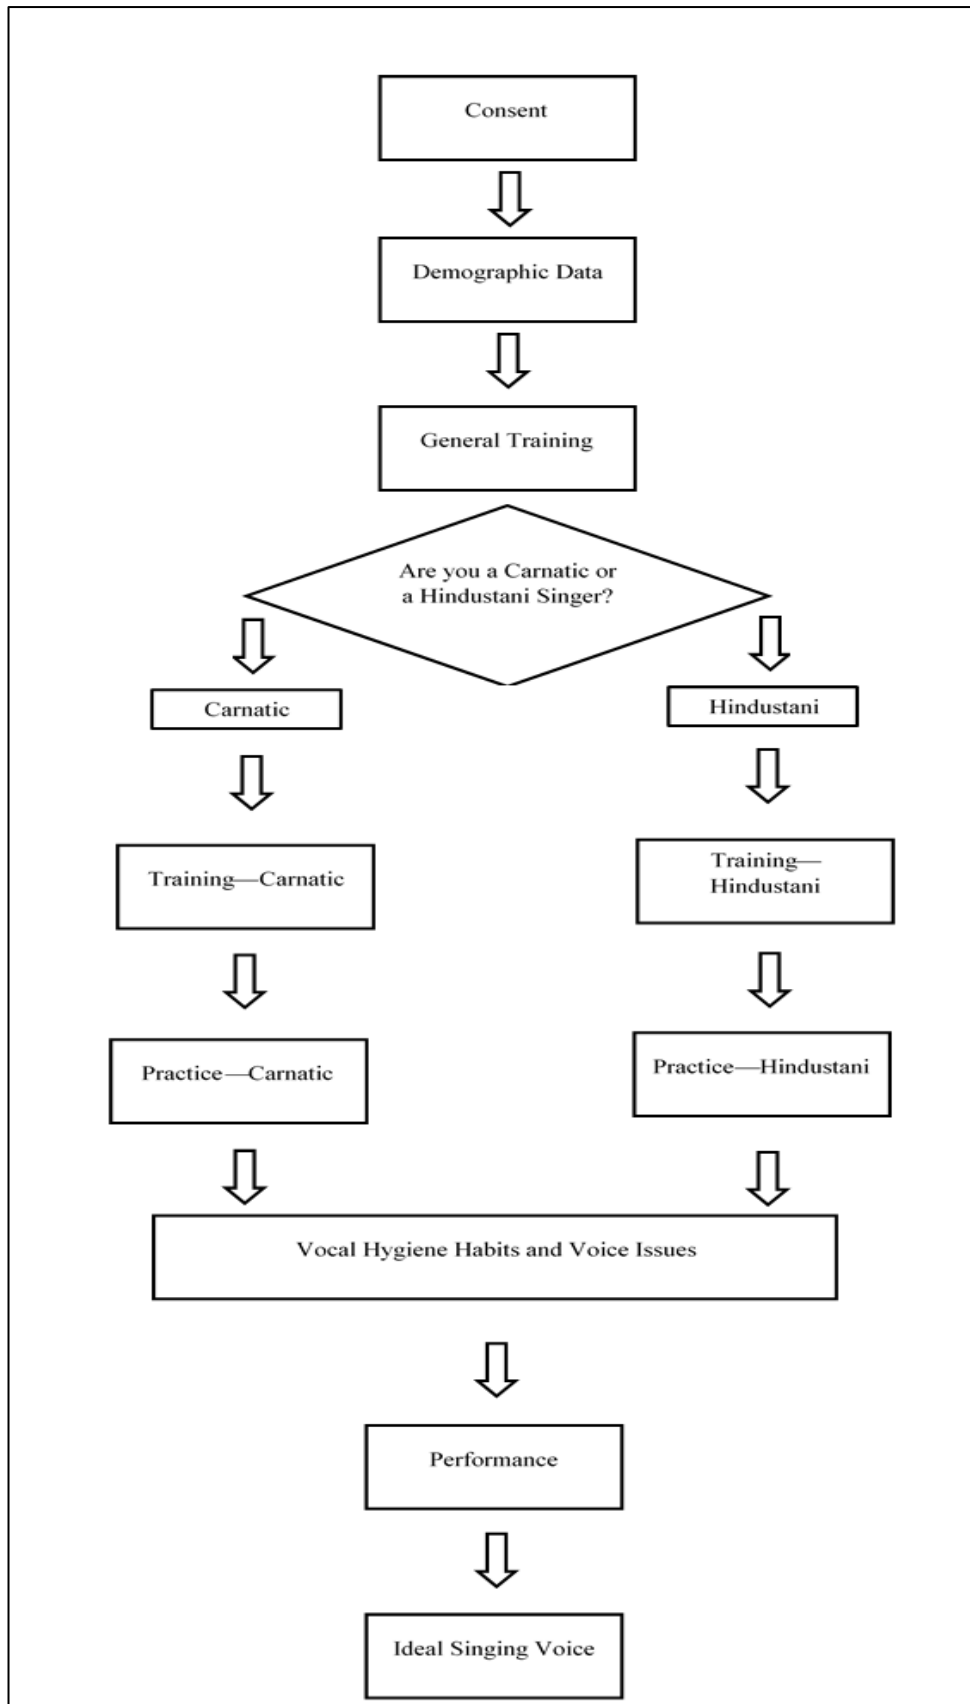 Consent
Demographic Data
General Training
Are you a Carnatic or
a Hindustani Singer?
Carnatic
Hindustani
Training—Carnatic
Training—
Hindustani
Practice—Carnatic
Practice—Hindustani
Vocal Hygiene Habits and Voice Issues
Performance
Ideal Singing Voice